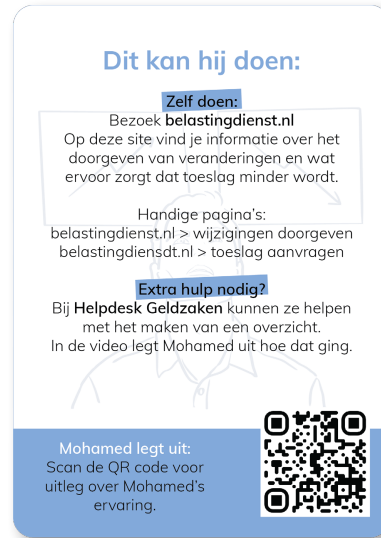 Dit kan hij doen:
Zelf doen:
Bezoek belastingdienst.nl
Op deze site vind je informatie over het
doorgeven van veranderingen en wat
ervoor zorgt dat toeslag minder wordt.
Handige pagina's:
belastingdienst.nl > wijzigingen doorgeven
belastingdiensdt.nl > toeslag aanvragen
Extra hulp nodig?
Bij Helpdesk Geldzaken kunnen ze helpen
met het maken van een overzicht.
In de video legt Mohamed uit hoe dat ging.
Mohamed legt uit:
Scan de QR code voor
uitleg over Mohamed's
ervaring.